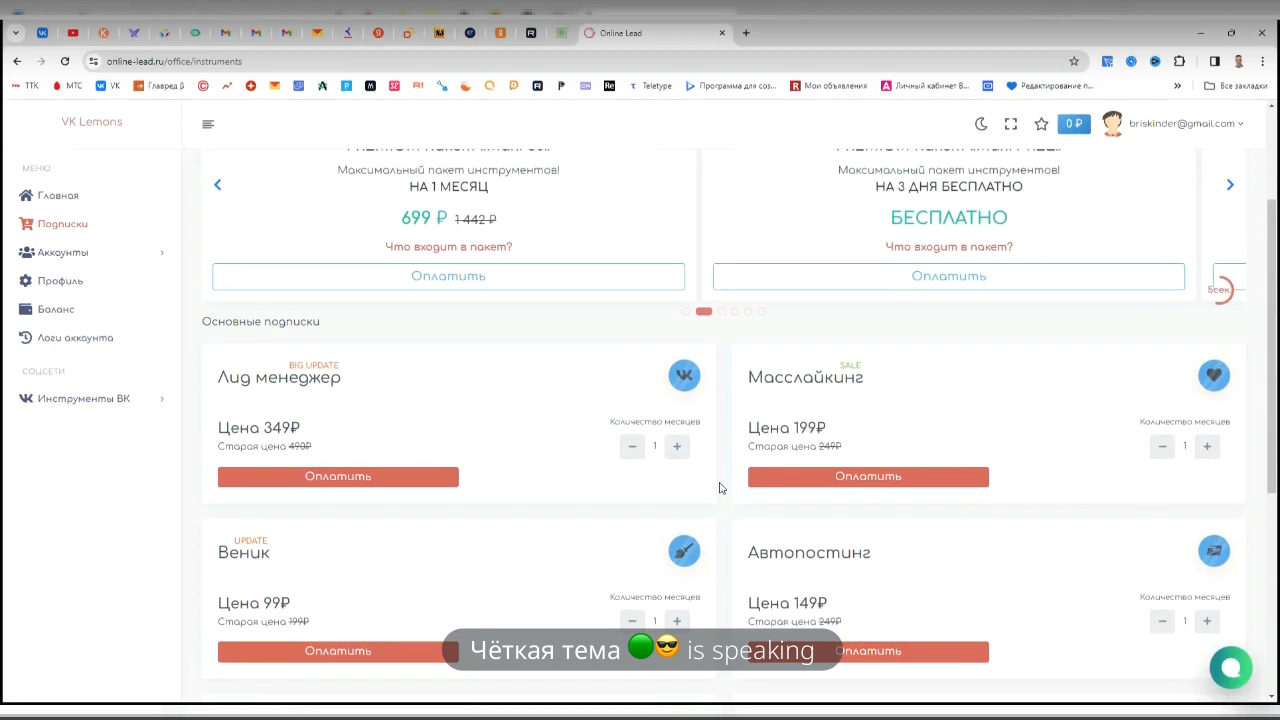 Online Lead
online-lead.ru/office/instruments
ТТК
МТС
VK
Главред в
Teletype
Программа для соз...
Мои объявления
Личный кабинет В...
Редактирование п...
Все закладки
VK Lemons
0 ₽
briskinder@gmail.com
МЕНЮ
Главная
Подписки
Аккаунты
Профиль
Баланс
Логи аккаунта
СОЦСЕТИ
Инструменты ВК
Максимальный пакет инструментов!
НА 1 МЕСЯЦ
699 ₽ 1 442 ₽
Что входит в пакет?
Оплатить
Максимальный пакет инструментов!
НА 3 ДНЯ БЕСПЛАТНО
БЕСПЛАТНО
Что входит в пакет?
Оплатить
5сек.
Основные подписки
BIG UPDATE
Лид менеджер
Цена 349₽
Старая цена 490₽
Количество месяцев
− 1 +
Оплатить
SALE
Масслайкинг
Цена 199₽
Старая цена 249₽
Количество месяцев
− 1 +
Оплатить
UPDATE
Веник
Цена 99₽
Старая цена 199₽
Количество месяцев
− 1 +
Оплатить
Автопостинг
Цена 149₽
Старая цена 249₽
Количество месяцев
− 1 +
Оплатить
Чёткая тема 🟢😎 is speaking